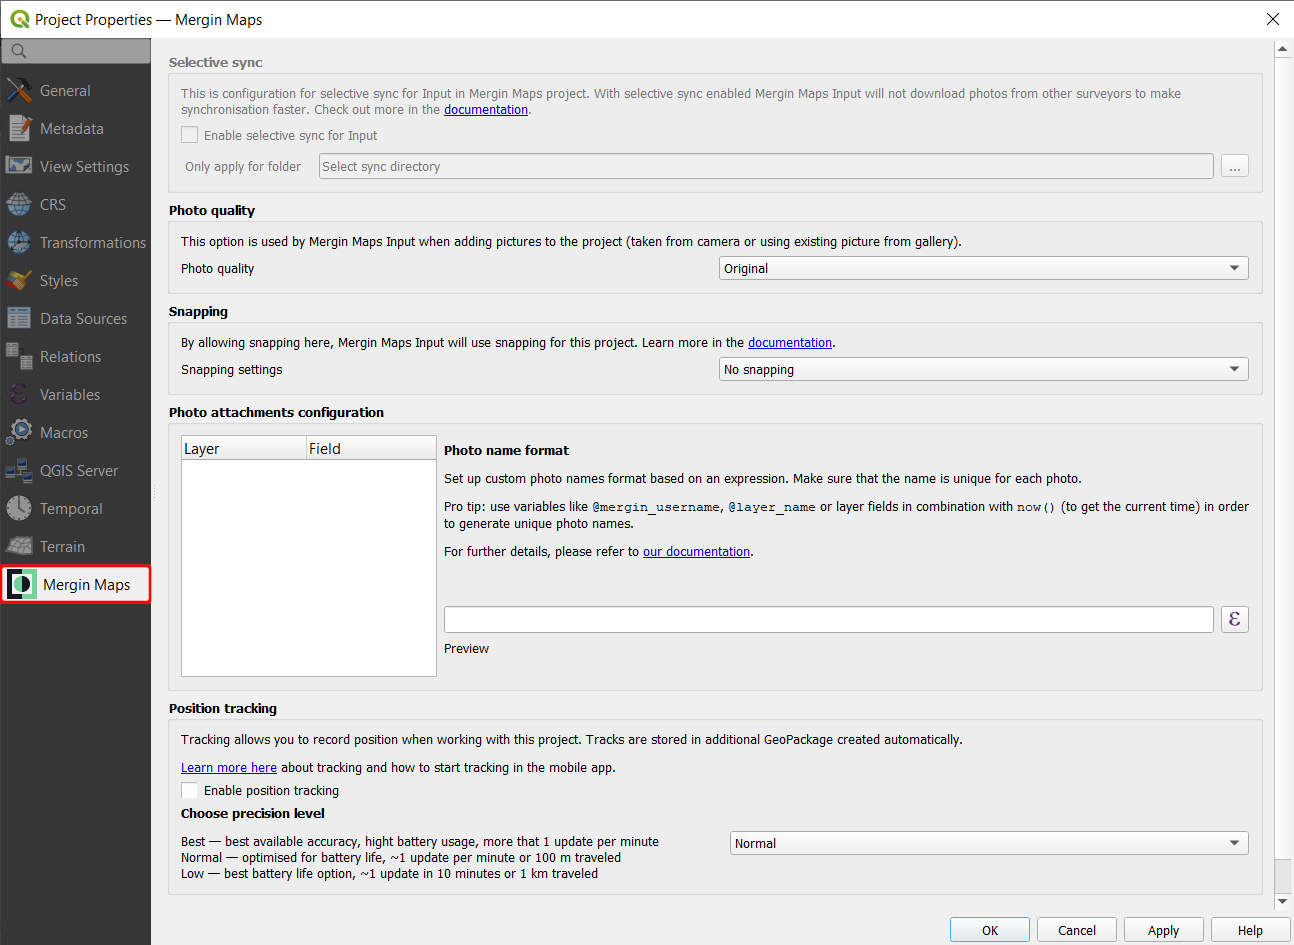 Project Properties — Mergin Maps
General
Metadata
View Settings
CRS
Transformations
Styles
Data Sources
Relations
Variables
Macros
QGIS Server
Temporal
Terrain
Mergin Maps
Selective sync
This is configuration for selective sync for Input in Mergin Maps project. With selective sync enabled Mergin Maps Input will not download photos from other surveyors to make
synchronisation faster. Check out more in the documentation.
Enable selective sync for Input
Only apply for folder Select sync directory ...
Photo quality
This option is used by Mergin Maps Input when adding pictures to the project (taken from camera or using existing picture from gallery).
Photo quality Original
Snapping
By allowing snapping here, Mergin Maps Input will use snapping for this project. Learn more in the documentation.
Snapping settings No snapping
Photo attachments configuration
Layer Field
Photo name format
Set up custom photo names format based on an expression. Make sure that the name is unique for each photo.
Pro tip: use variables like @mergin_username, @layer_name or layer fields in combination with now() (to get the current time) in order
to generate unique photo names.
For further details, please refer to our documentation.
ε
Preview
Position tracking
Tracking allows you to record position when working with this project. Tracks are stored in additional GeoPackage created automatically.
Learn more here about tracking and how to start tracking in the mobile app.
Enable position tracking
Choose precision level
Best — best available accuracy, hight battery usage, more that 1 update per minute
Normal — optimised for battery life, ~1 update per minute or 100 m traveled
Low — best battery life option, ~1 update in 10 minutes or 1 km traveled
Normal
OK Cancel Apply Help